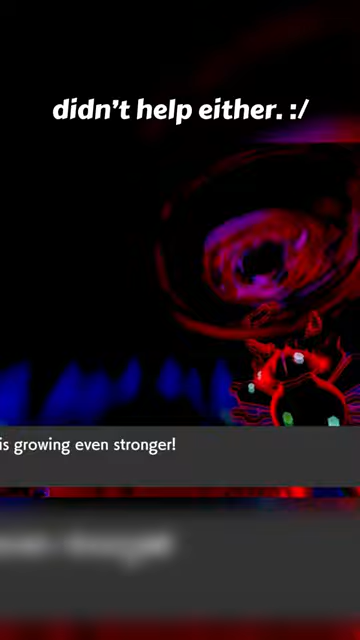 didn't help either. :/
is growing even stronger!